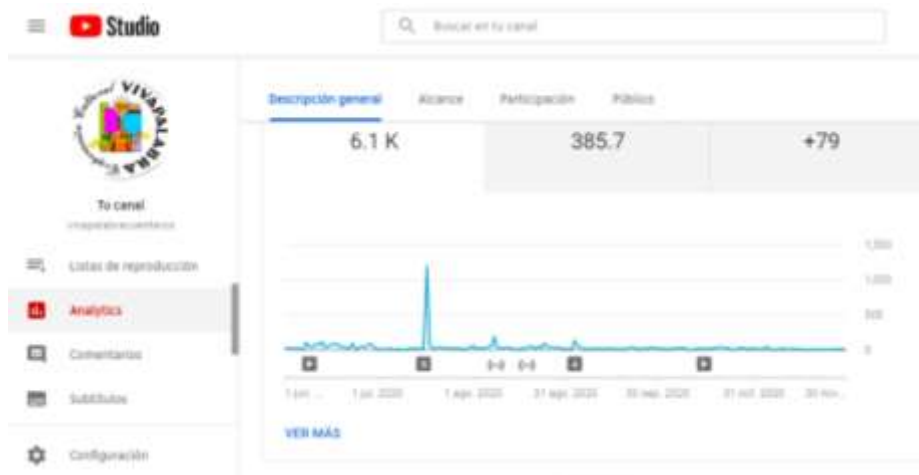 Studio
Buscar en tu canal
VIVAPALABRA
Tu canal
Listas de reproducción
Analytics
Comentarios
Subtítulos
Configuración
Descripción general
Alcance
Participación
Público
6.1 K
385.7
+79
1,500
1,000
500
0
1 jul. 2020
1 ago. 2020
31 ago. 2020
30 sep. 2020
31 oct. 2020
30 nov...
VER MÁS